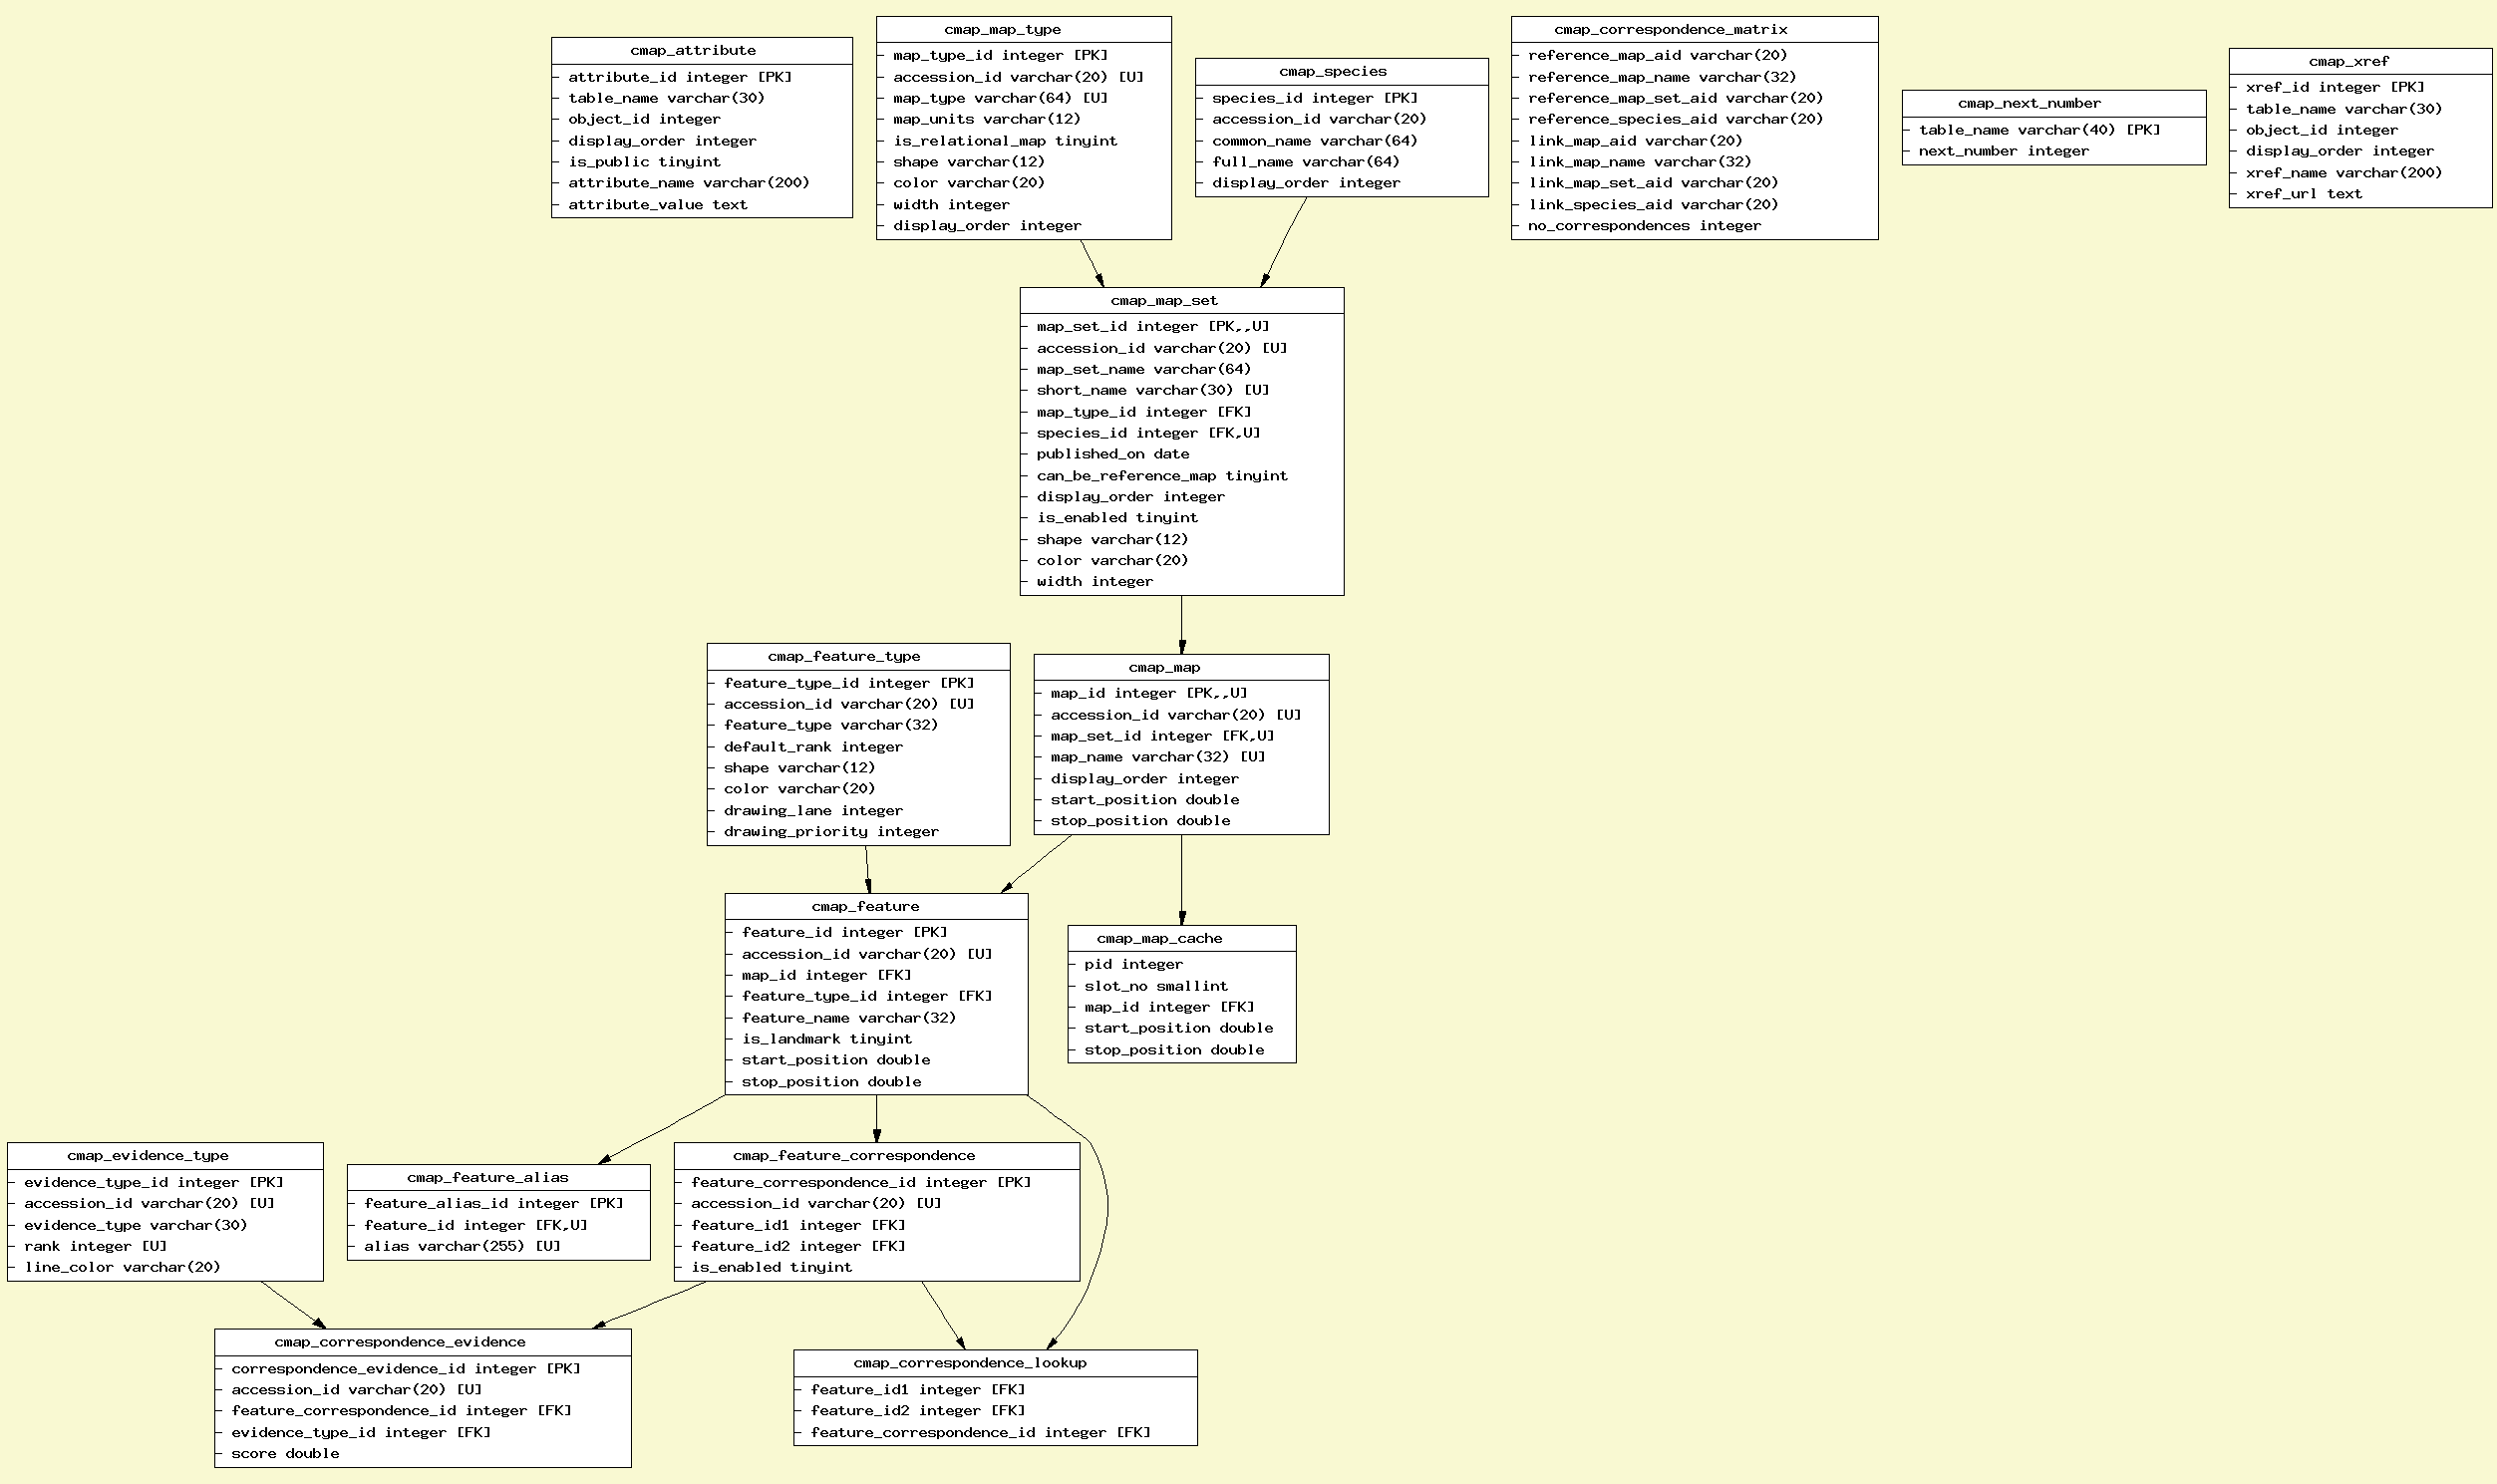 cmap_attribute
attribute_id integer [PK]
table_name varchar(30)
object_id integer
display_order integer
is_public tinyint
attribute_name varchar(200)
attribute_value text
cmap_map_type
map_type_id integer [PK]
accession_id varchar(20) [U]
map_type varchar(64) [U]
map_units varchar(12)
is_relational_map tinyint
shape varchar(12)
color varchar(20)
width integer
display_order integer
cmap_species
species_id integer [PK]
accession_id varchar(20)
common_name varchar(64)
full_name varchar(64)
display_order integer
cmap_correspondence_matrix
reference_map_aid varchar(20)
reference_map_name varchar(32)
reference_map_set_aid varchar(20)
reference_species_aid varchar(20)
link_map_aid varchar(20)
link_map_name varchar(32)
link_map_set_aid varchar(20)
link_species_aid varchar(20)
no_correspondences integer
cmap_next_number
table_name varchar(40) [PK]
next_number integer
cmap_xref
xref_id integer [PK]
table_name varchar(30)
object_id integer
display_order integer
xref_name varchar(200)
xref_url text
cmap_map_set
map_set_id integer [PK,,U]
accession_id varchar(20) [U]
map_set_name varchar(64)
short_name varchar(30) [U]
map_type_id integer [FK]
species_id integer [FK,U]
published_on date
can_be_reference_map tinyint
display_order integer
is_enabled tinyint
shape varchar(12)
color varchar(20)
width integer
cmap_feature_type
feature_type_id integer [PK]
accession_id varchar(20) [U]
feature_type varchar(32)
default_rank integer
shape varchar(12)
color varchar(20)
drawing_lane integer
drawing_priority integer
cmap_map
map_id integer [PK,,U]
accession_id varchar(20) [U]
map_set_id integer [FK,U]
map_name varchar(32) [U]
display_order integer
start_position double
stop_position double
cmap_feature
feature_id integer [PK]
accession_id varchar(20) [U]
map_id integer [FK]
feature_type_id integer [FK]
feature_name varchar(32)
is_landmark tinyint
start_position double
stop_position double
cmap_map_cache
pid integer
slot_no smallint
map_id integer [FK]
start_position double
stop_position double
cmap_evidence_type
evidence_type_id integer [PK]
accession_id varchar(20) [U]
evidence_type varchar(30)
rank integer [U]
line_color varchar(20)
cmap_feature_alias
feature_alias_id integer [PK]
feature_id integer [FK,U]
alias varchar(255) [U]
cmap_feature_correspondence
feature_correspondence_id integer [PK]
accession_id varchar(20) [U]
feature_id1 integer [FK]
feature_id2 integer [FK]
is_enabled tinyint
cmap_correspondence_evidence
correspondence_evidence_id integer [PK]
accession_id varchar(20) [U]
feature_correspondence_id integer [FK]
evidence_type_id integer [FK]
score double
cmap_correspondence_lookup
feature_id1 integer [FK]
feature_id2 integer [FK]
feature_correspondence_id integer [FK]